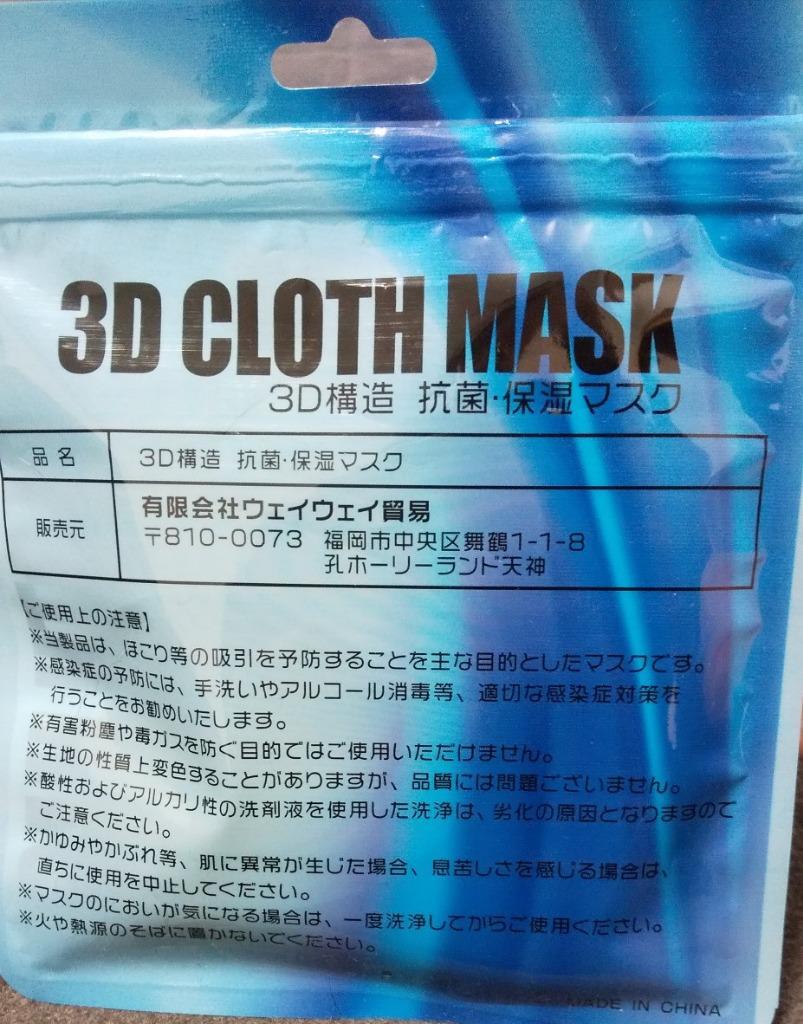 3D CLOTH MASK
3D構造 抗菌·保湿マスク
品名 3D構造 抗菌·保湿マスク
販売元 有限会社ウェイウェイ貿易
〒810-0073 福岡市中央区舞鶴1-1-8
孔ホーリーランド天神
【ご使用上の注意】
※当製品は、ほこり等の吸引を予防することを主な目的としたマスクです。
※感染症の予防には、手洗いやアルコール消毒等、適切な感染症対策を
行うことをお勧めいたします。
※有害粉塵や毒ガスを防ぐ目的ではご使用いただけません。
※生地の性質上変色することがありますが、品質には問題ございません。
※酸性およびアルカリ性の洗剤液を使用した洗浄は、劣化の原因となりますので
ご注意ください。
※かゆみやかぶれ等、肌に異常が生じた場合、息苦しさを感じる場合は、
直ちに使用を中止してください。
※マスクのにおいが気になる場合は、一度洗浄してからご使用ください。
※火や熱源のそばに置かないでください。
MADE IN CHINA